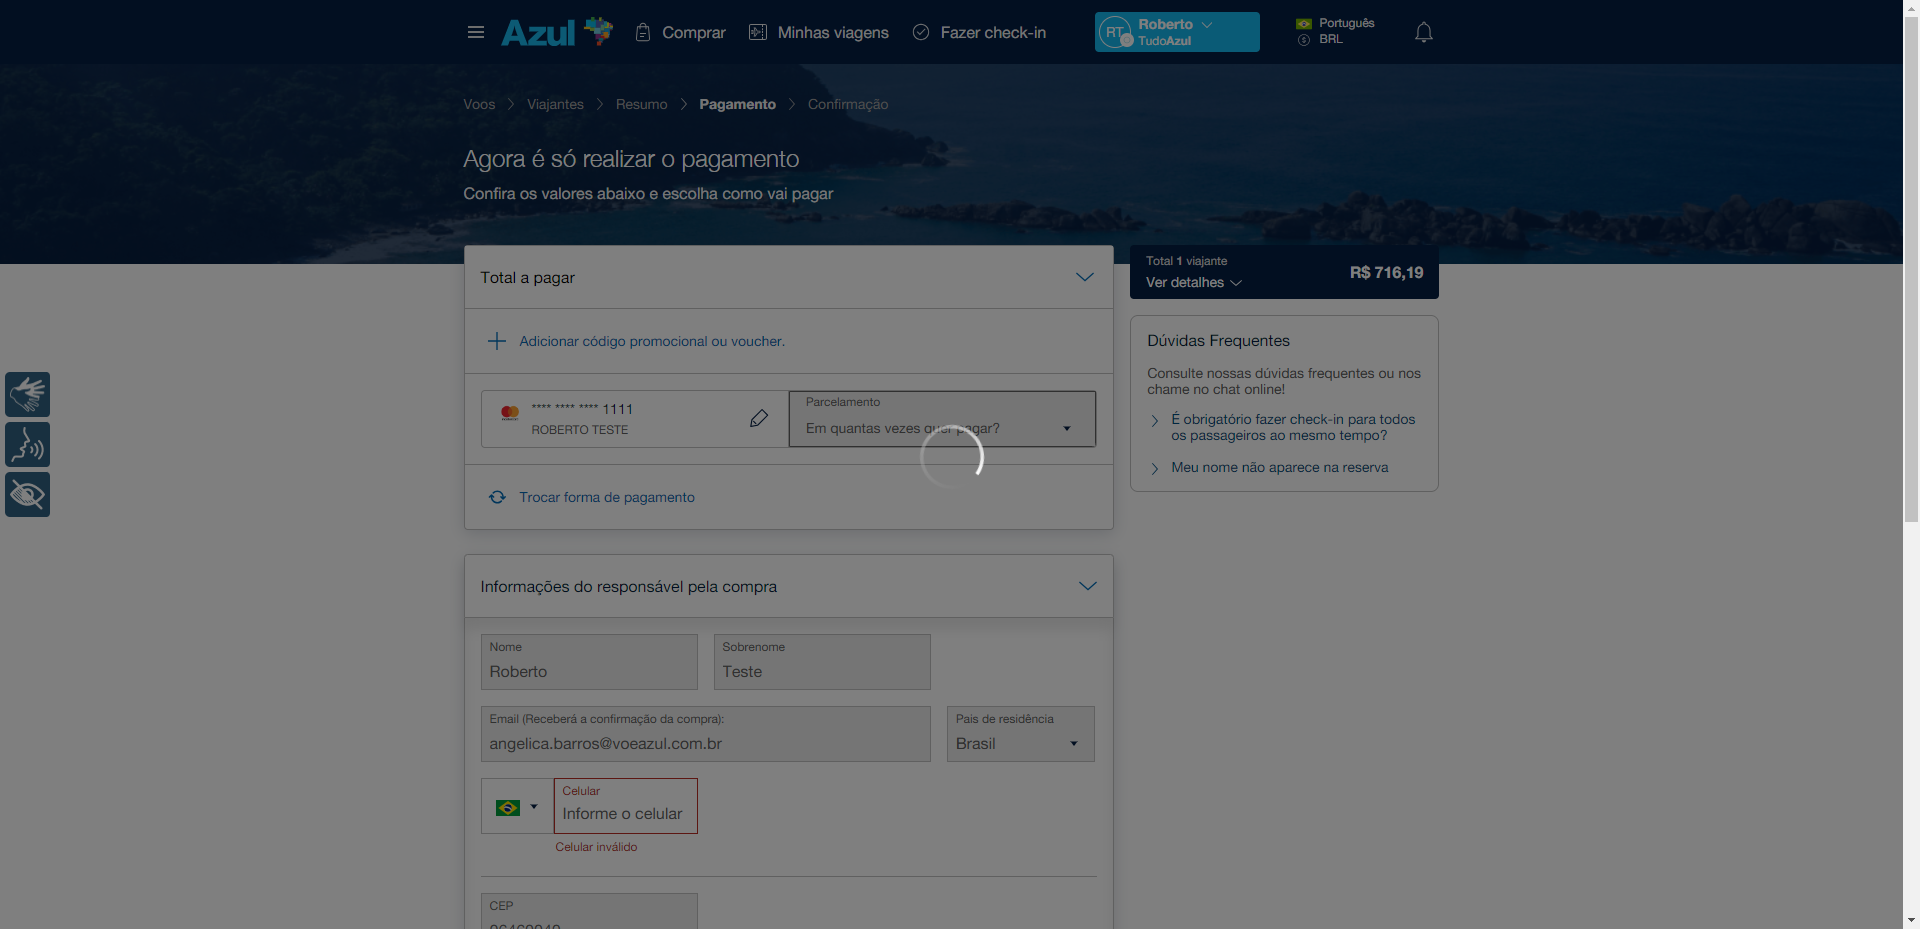 Azul
Comprar
Minhas viagens
Fazer check-in
RT
Roberto
TudoAzul
Português
BRL
Voos
Viajantes
Resumo
Pagamento
Confirmação
Agora é só realizar o pagamento
Confira os valores abaixo e escolha como vai pagar
Total a pagar
Adicionar código promocional ou voucher.
**** **** **** 1111
ROBERTO TESTE
Parcelamento
Em quantas vezes quer pagar?
Trocar forma de pagamento
Total 1 viajante
Ver detalhes
R$ 716,19
Dúvidas Frequentes
Consulte nossas dúvidas frequentes ou nos
chame no chat online!
É obrigatório fazer check-in para todos
os passageiros ao mesmo tempo?
Meu nome não aparece na reserva
Informações do responsável pela compra
Nome
Roberto
Sobrenome
Teste
Email (Receberá a confirmação da compra):
angelica.barros@voeazul.com.br
Pais de residência
Brasil
Celular
Informe o celular
Celular inválido
CEP